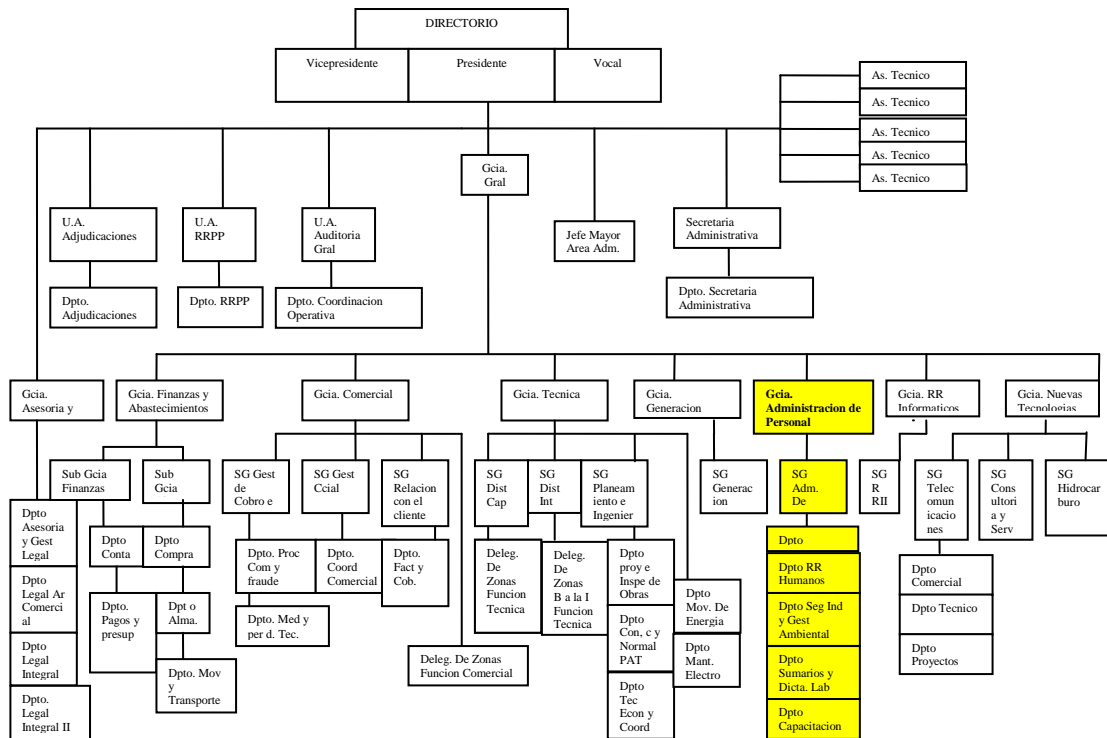 DIRECTORIO
Vicepresidente
Presidente
Vocal
As. Tecnico
As. Tecnico
As. Tecnico
As. Tecnico
As. Tecnico
Gcia.
Gral
U.A.
Adjudicaciones
U.A.
RRPP
U.A.
Auditoria
Gral
Jefe Mayor
Area Adm.
Secretaria
Administrativa
Dpto.
Adjudicaciones
Dpto. RRPP
Dpto. Coordinacion
Operativa
Dpto. Secretaria
Administrativa
Gcia.
Asesoria y
Gcia. Finanzas y
Abastecimientos
Gcia. Comercial
Gcia. Tecnica
Gcia.
Generacion
Gcia.
Administracion de
Personal
Gcia. RR
Informaticos
Gcia. Nuevas
Tecnologias
Sub Gcia
Finanzas
Sub
Gcia
SG Gest
de
Cobro e
SG Gest
Ccial
SG
Relacion
con el
cliente
SG
Dist
Cap
SG
Dist
Int
SG
Planeam
iento e
Ingenier
SG
Generac
ion
SG
Adm.
De
SG
R
RII
SG
Telec
omuni
cacio
nes
SG
Con
sultori
a y
Serv
SG
Hidrocar
buro
Dpto
Asesoria
y Gest
Legal
Dpto
Legal Ar
Comerci
al
Dpto
Legal
Integral
Dpto.
Legal
Integral II
Dpto
Conta
Dpto.
Pagos y
presup
Dpto
Compra
Dpt o
Alma.
Dpto. Mov
y
Transporte
Dpto. Proc
Com y
fraude
Dpto. Med y
per d. Tec.
Dpto.
Coord
Comercial
Dpto.
Fact y
Cob.
Deleg. De Zonas
Funcion Comercial
Deleg.
De
Zonas
Funcion
Tecnica
Deleg.
De
Zonas
B a la I
Funcion
Tecnica
Dpto
proy e
Inspe de
Obras
Dpto
Con, c y
Normal
PAT
Dpto
Tec
Econ y
Coord
Dpto
Mov. De
Energia
Dpto
Mant.
Electro
Dpto
Dpto RR
Humanos
Dpto Seg Ind
y Gest
Ambiental
Dpto
Sumarios y
Dicta. Lab
Dpto
Capacitacion
Dpto
Comercial
Dpto Tecnico
Dpto
Proyectos